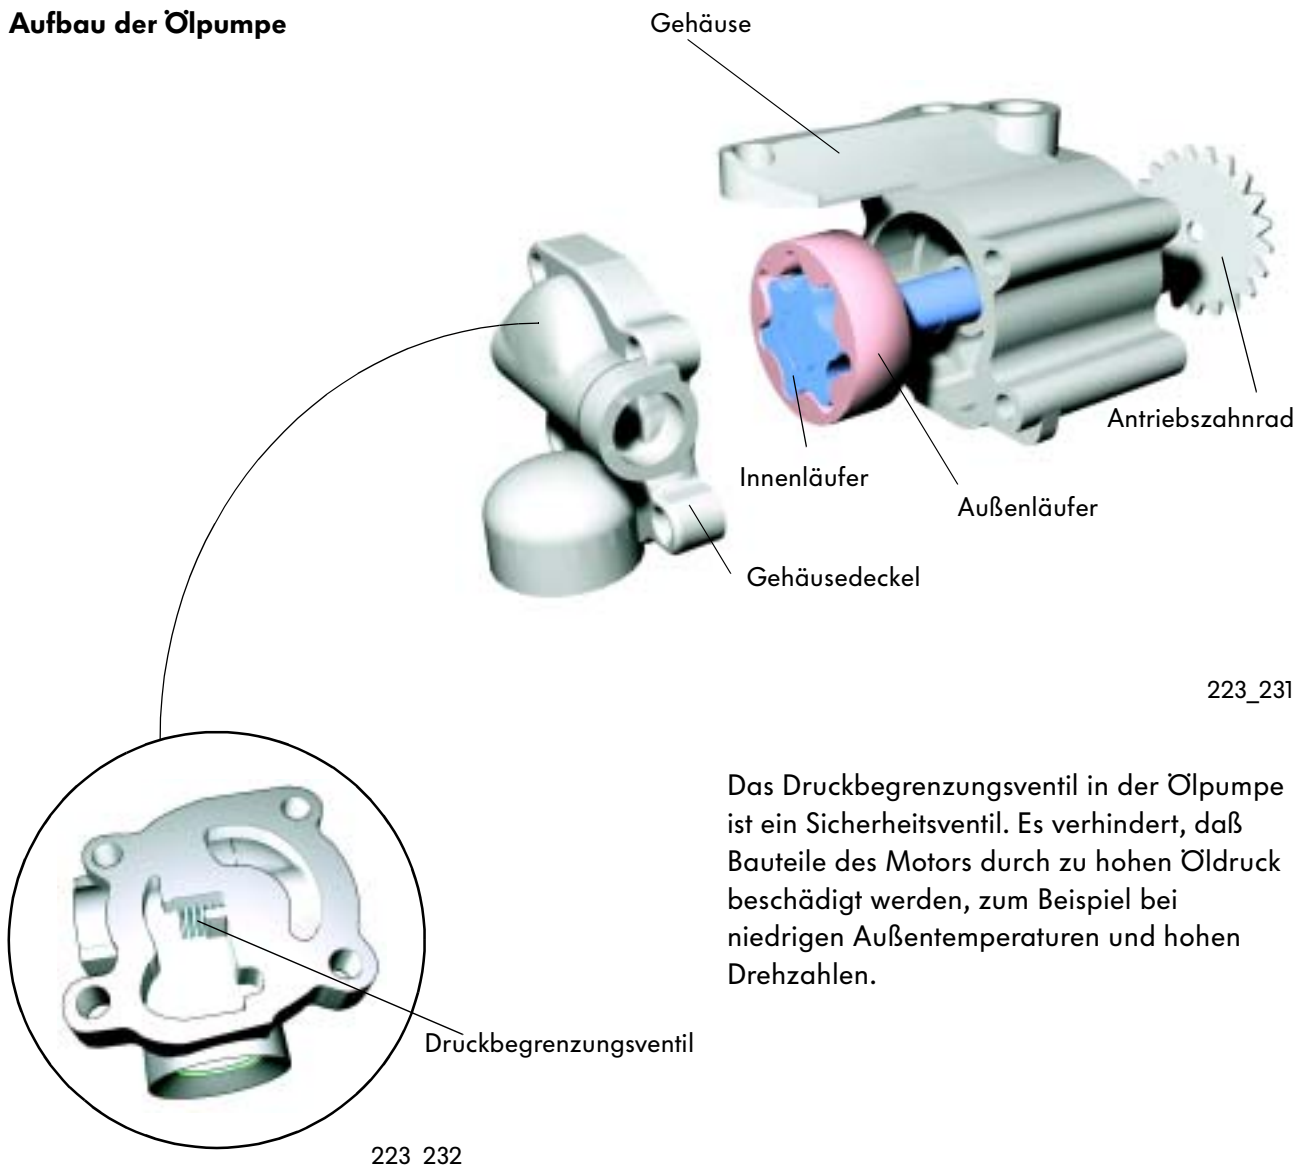 Aufbau der Ölpumpe
Gehäuse
Antriebszahnrad
Innenläufer
Außenläufer
Gehäusedeckel
223_231
Das Druckbegrenzungsventil in der Ölpumpe
ist ein Sicherheitsventil. Es verhindert, daß
Bauteile des Motors durch zu hohen Öldruck
beschädigt werden, zum Beispiel bei
niedrigen Außentemperaturen und hohen
Drehzahlen.
Druckbegrenzungsventil
223 232